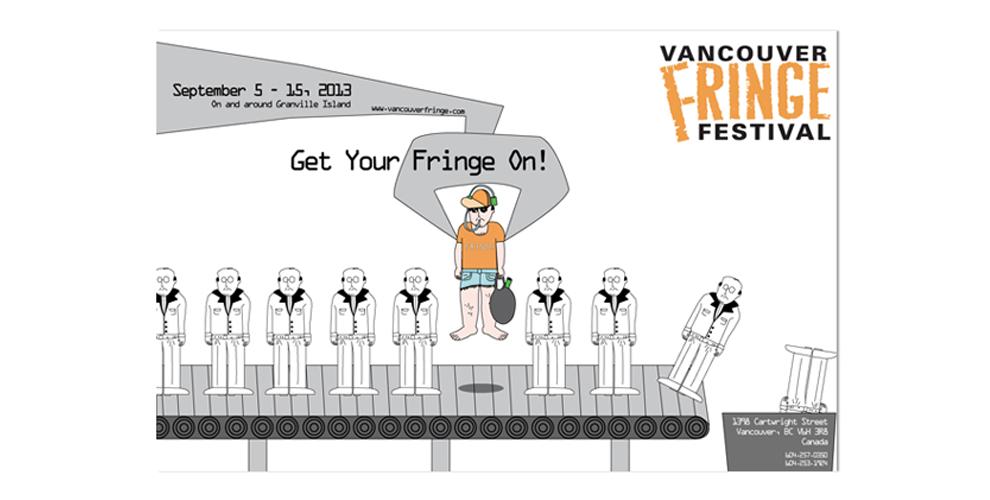 September 5 - 15, 2013
On and around Granville Island
www.vancouverfringe.com
VANCOUVER
FRINGE
FESTIVAL
Get Your Fringe On!
FRINGE
1398 Cartwright Street
Vancouver, BC V6H 3R8
Canada
604-257-0350
604-253-1924